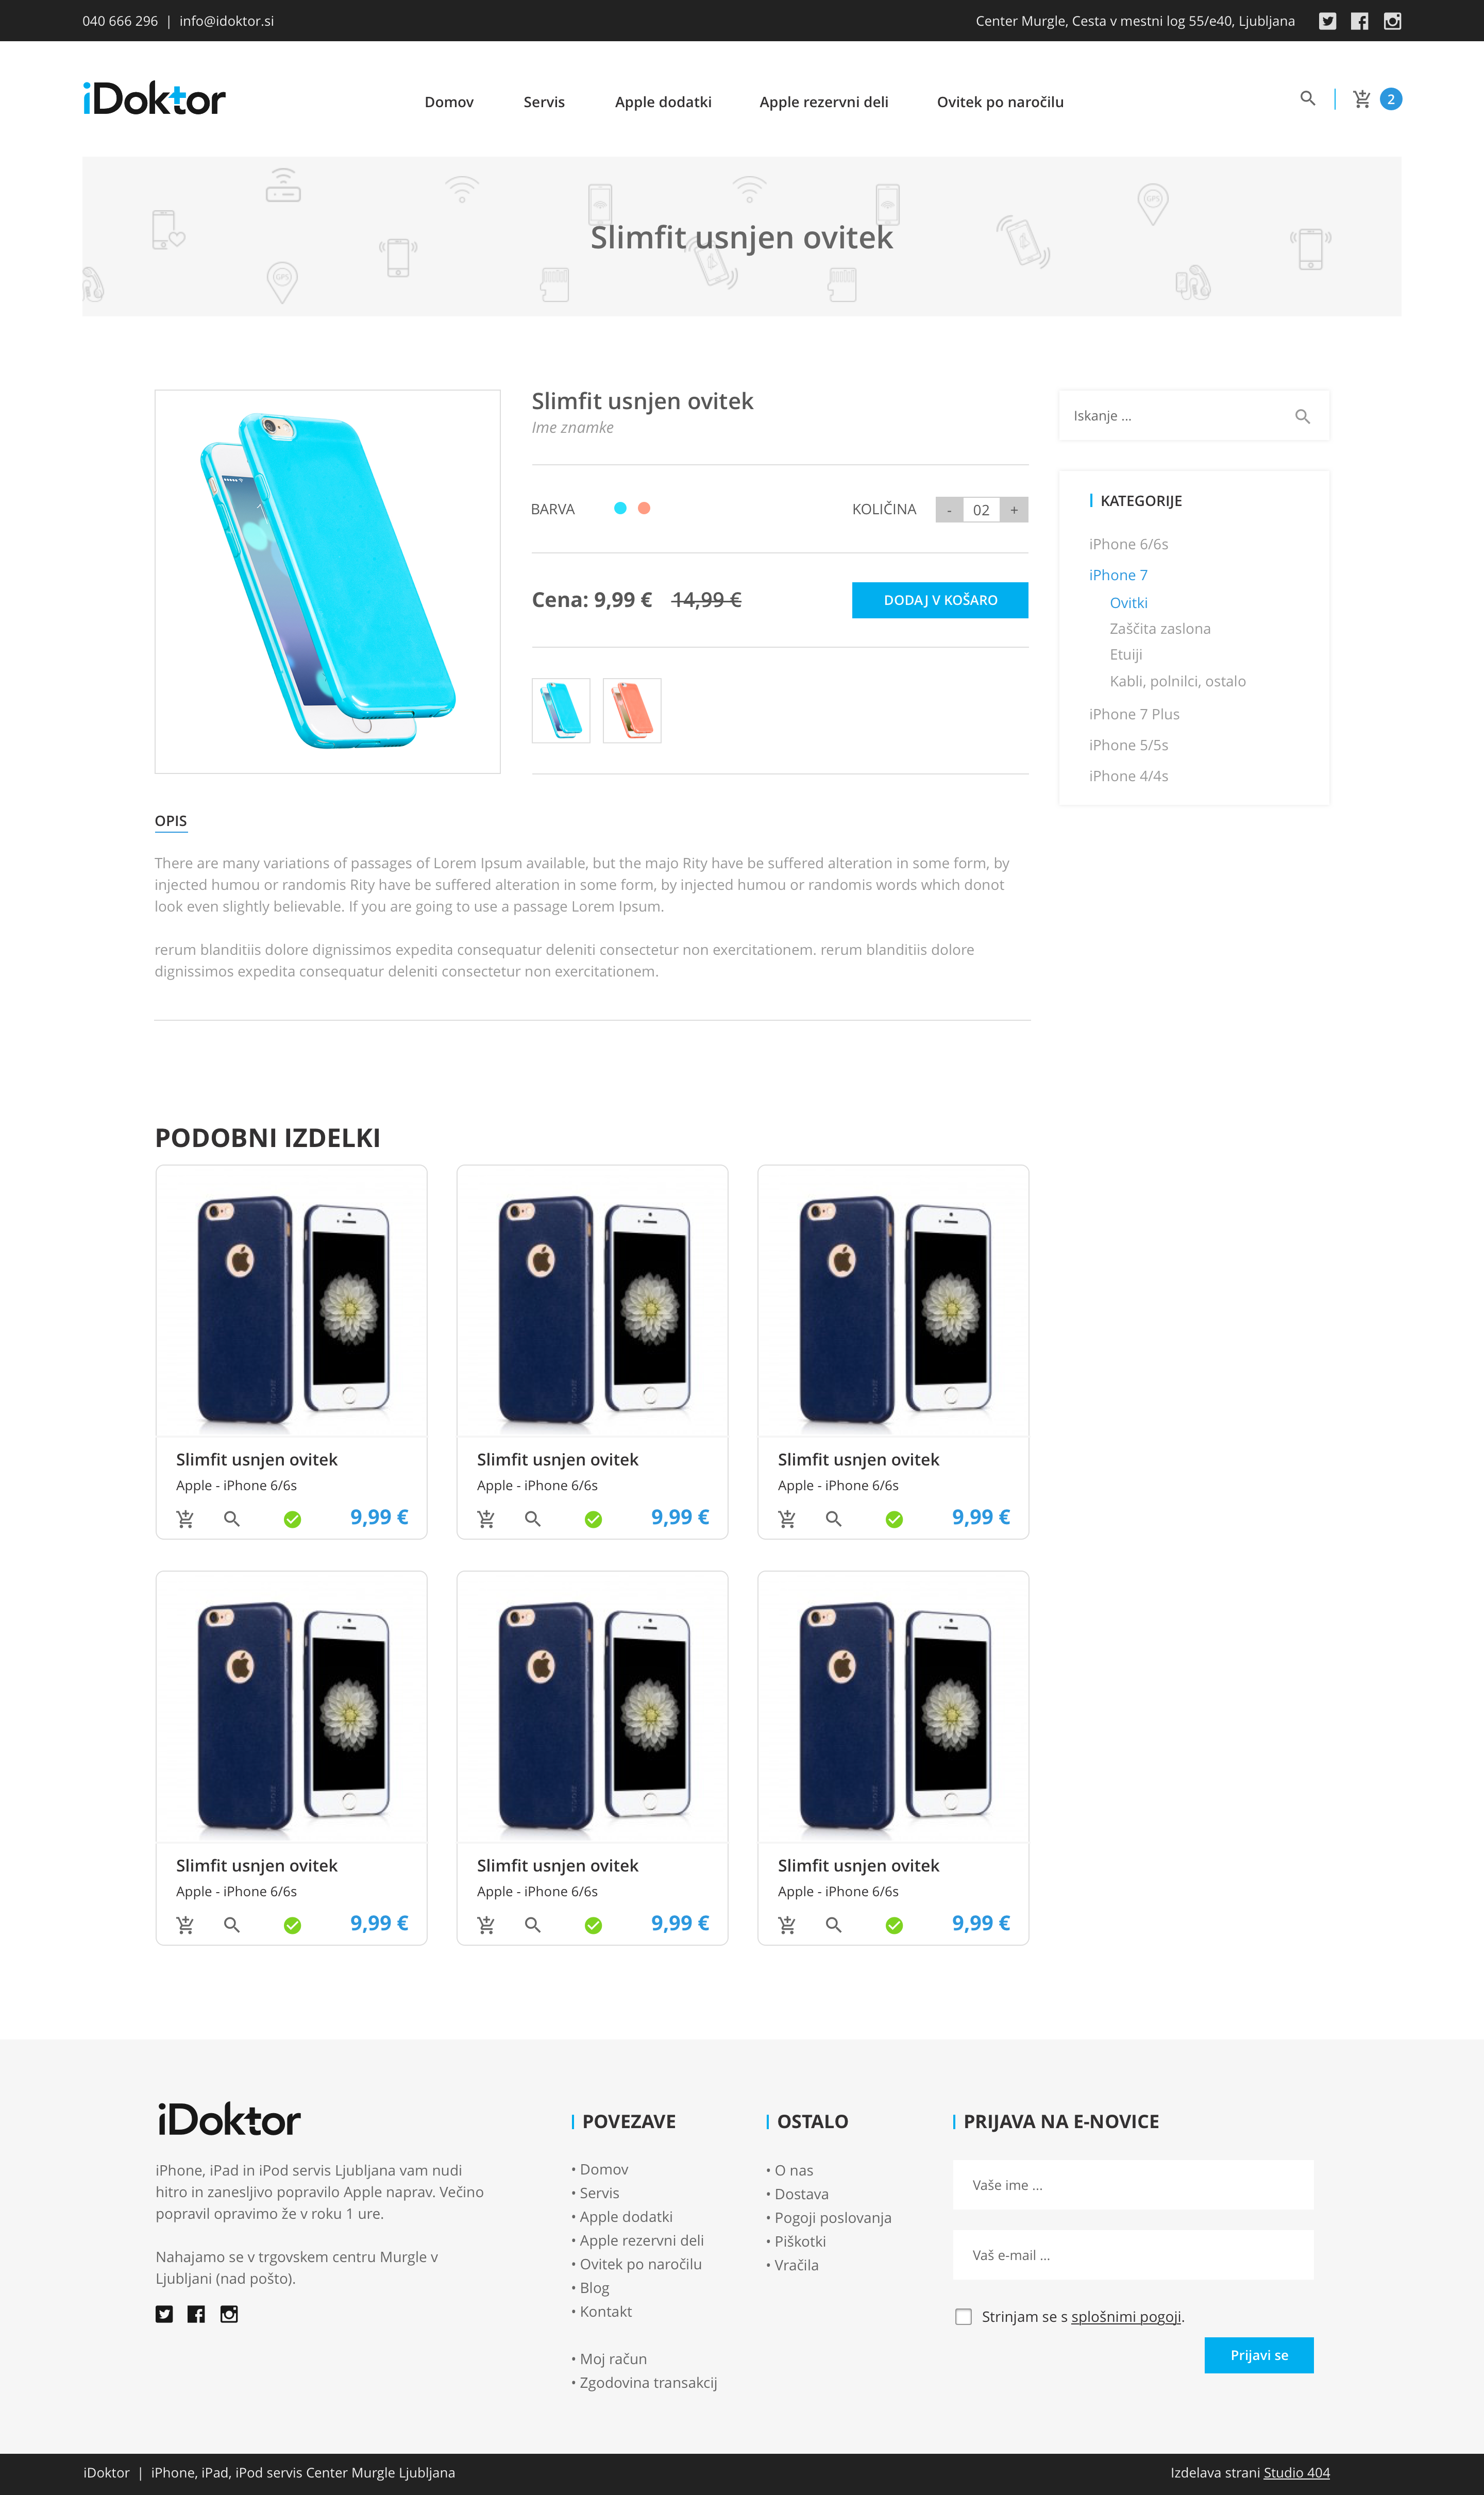 040 666 296 | info@idoktor.si
Center Murgle, Cesta v mestni log 55/e40, Ljubljana
iDoktor
Domov
Servis
Apple dodatki
Apple rezervni deli
Ovitek po naročilu
2
Slimfit usnjen ovitek
Slimfit usnjen ovitek
Ime znamke
BARVA
KOLIČINA
- 02 +
Cena: 9,99 € 14,99 €
DODAJ V KOŠARO
Iskanje ...
KATEGORIJE
iPhone 6/6s
iPhone 7
Ovitki
Zaščita zaslona
Etuiji
Kabli, polnilci, ostalo
iPhone 7 Plus
iPhone 5/5s
iPhone 4/4s
OPIS
There are many variations of passages of Lorem Ipsum available, but the majo Rity have be suffered alteration in some form, by
injected humou or randomis Rity have be suffered alteration in some form, by injected humou or randomis words which donot
look even slightly believable. If you are going to use a passage Lorem Ipsum.
rerum blanditiis dolore dignissimos expedita consequatur deleniti consectetur non exercitationem. rerum blanditiis dolore
dignissimos expedita consequatur deleniti consectetur non exercitationem.
PODOBNI IZDELKI
Slimfit usnjen ovitek
Apple - iPhone 6/6s
9,99 €
Slimfit usnjen ovitek
Apple - iPhone 6/6s
9,99 €
Slimfit usnjen ovitek
Apple - iPhone 6/6s
9,99 €
Slimfit usnjen ovitek
Apple - iPhone 6/6s
9,99 €
Slimfit usnjen ovitek
Apple - iPhone 6/6s
9,99 €
Slimfit usnjen ovitek
Apple - iPhone 6/6s
9,99 €
iDoktor
iPhone, iPad in iPod servis Ljubljana vam nudi
hitro in zanesljivo popravilo Apple naprav. Večino
popravil opravimo že v roku 1 ure.
Nahajamo se v trgovskem centru Murgle v
Ljubljani (nad pošto).
POVEZAVE
• Domov
• Servis
• Apple dodatki
• Apple rezervni deli
• Ovitek po naročilu
• Blog
• Kontakt
• Moj račun
• Zgodovina transakcij
OSTALO
• O nas
• Dostava
• Pogoji poslovanja
• Piškotki
• Vračila
PRIJAVA NA E-NOVICE
Vaše ime ...
Vaš e-mail ...
Strinjam se s splošnimi pogoji.
Prijavi se
iDoktor | iPhone, iPad, iPod servis Center Murgle Ljubljana
Izdelava strani Studio 404